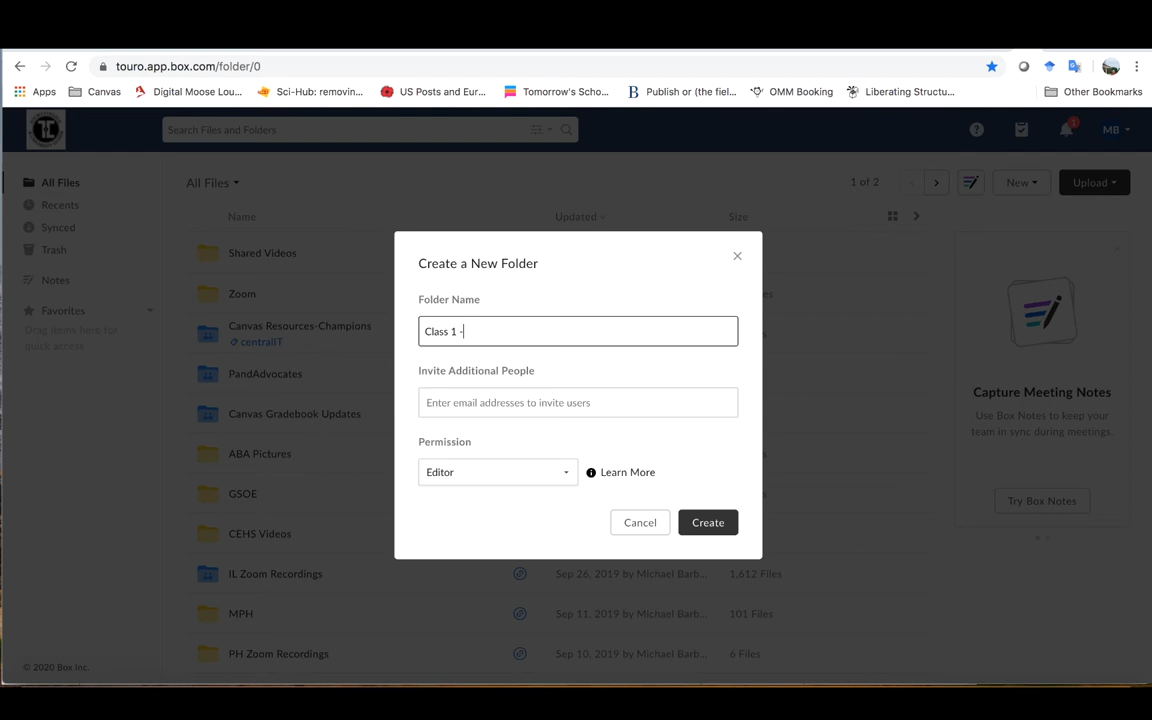 touro.app.box.com/folder/0
Apps Canvas Digital Moose Lou... Sci-Hub: removin... US Posts and Eur... Tomorrow's Scho... Publish or (the fiel... OMM Booking Liberating Structu... Other Bookmarks
Search Files and Folders
1
MB
All Files
Recents
Synced
Trash
Notes
Favorites
Drag items here for
quick access
© 2020 Box Inc.
All Files
1 of 2
New
Upload
Name Updated Size
Shared Videos
Zoom
Canvas Resources-Champions
centralIT
PandAdvocates
Canvas Gradebook Updates
ABA Pictures
GSOE
CEHS Videos
IL Zoom Recordings Sep 26, 2019 by Michael Barb... 1,612 Files
MPH Sep 11, 2019 by Michael Barb... 101 Files
PH Zoom Recordings Sep 10, 2019 by Michael Barb... 6 Files
Create a New Folder
Folder Name
Class 1 -
Invite Additional People
Enter email addresses to invite users
Permission
Editor
Learn More
Cancel
Create
Capture Meeting Notes
Use Box Notes to keep your
team in sync during meetings.
Try Box Notes